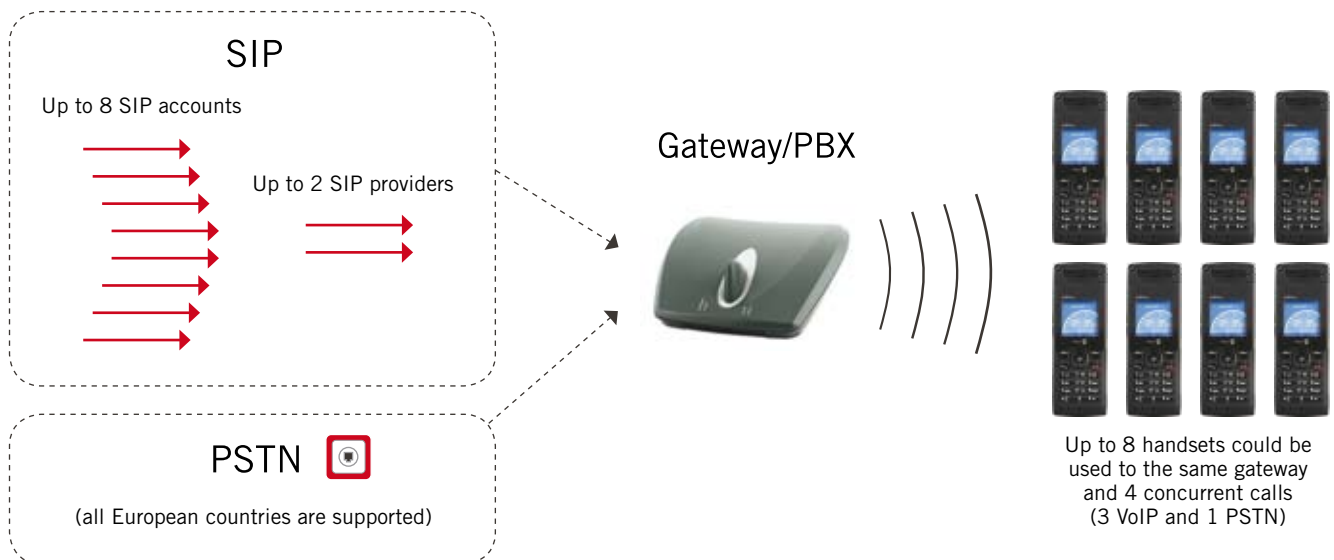 SIP
Up to 8 SIP accounts
Up to 2 SIP providers
PSTN
(all European countries are supported)
Gateway/PBX
Up to 8 handsets could be
used to the same gateway
and 4 concurrent calls
(3 VoIP and 1 PSTN)